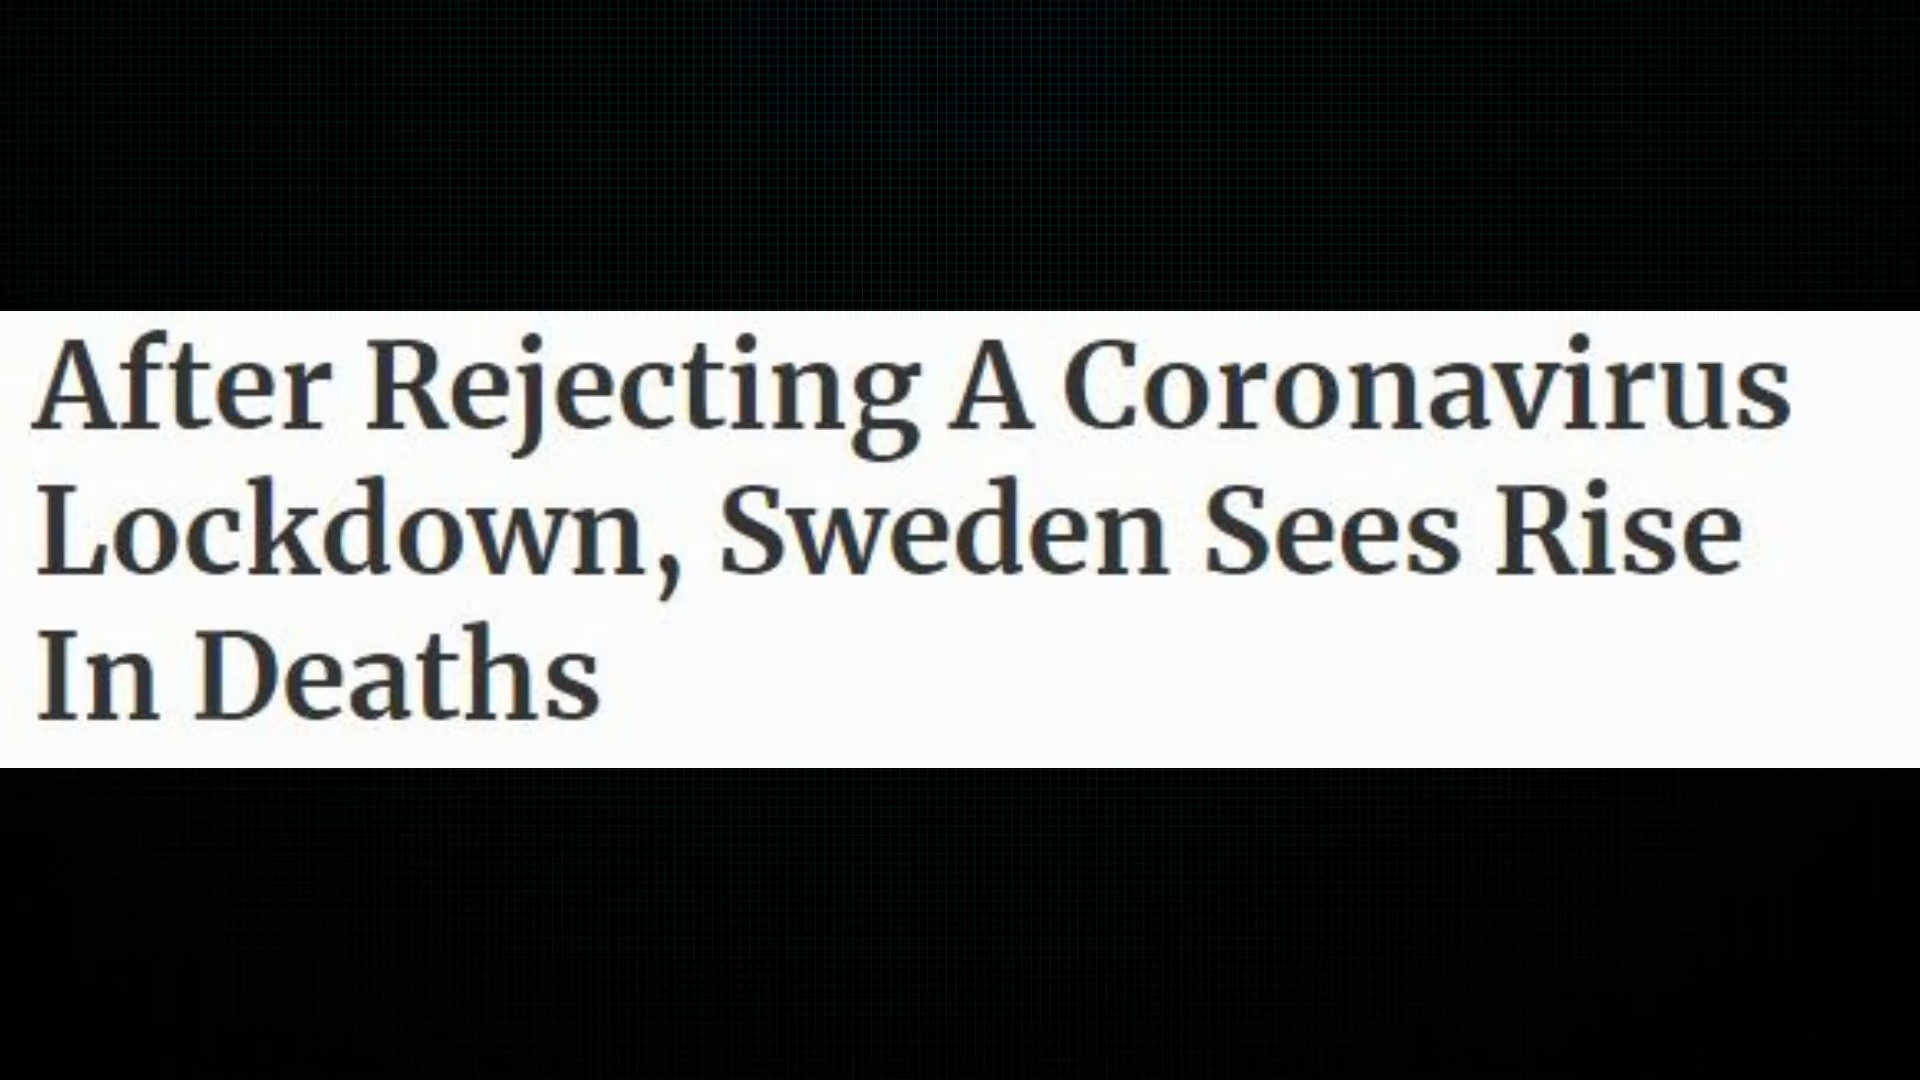 After Rejecting A Coronavirus
Lockdown, Sweden Sees Rise
In Deaths